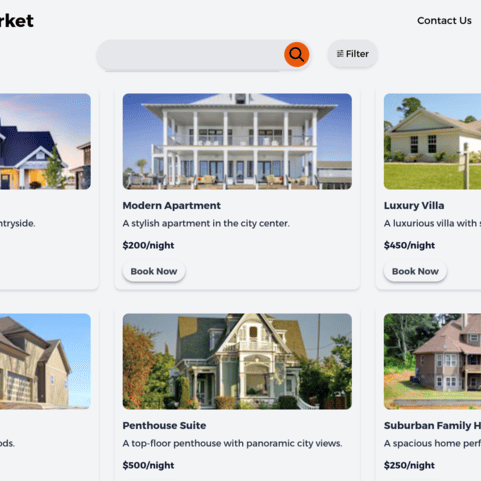 rket
Contact Us
Filter
ntryside.
Modern Apartment
A stylish apartment in the city center.
$200/night
Book Now
Luxury Villa
A luxurious villa with s
$450/night
Book Now
ods.
Penthouse Suite
A top-floor penthouse with panoramic city views.
$500/night
Suburban Family H
A spacious home perf
$250/night